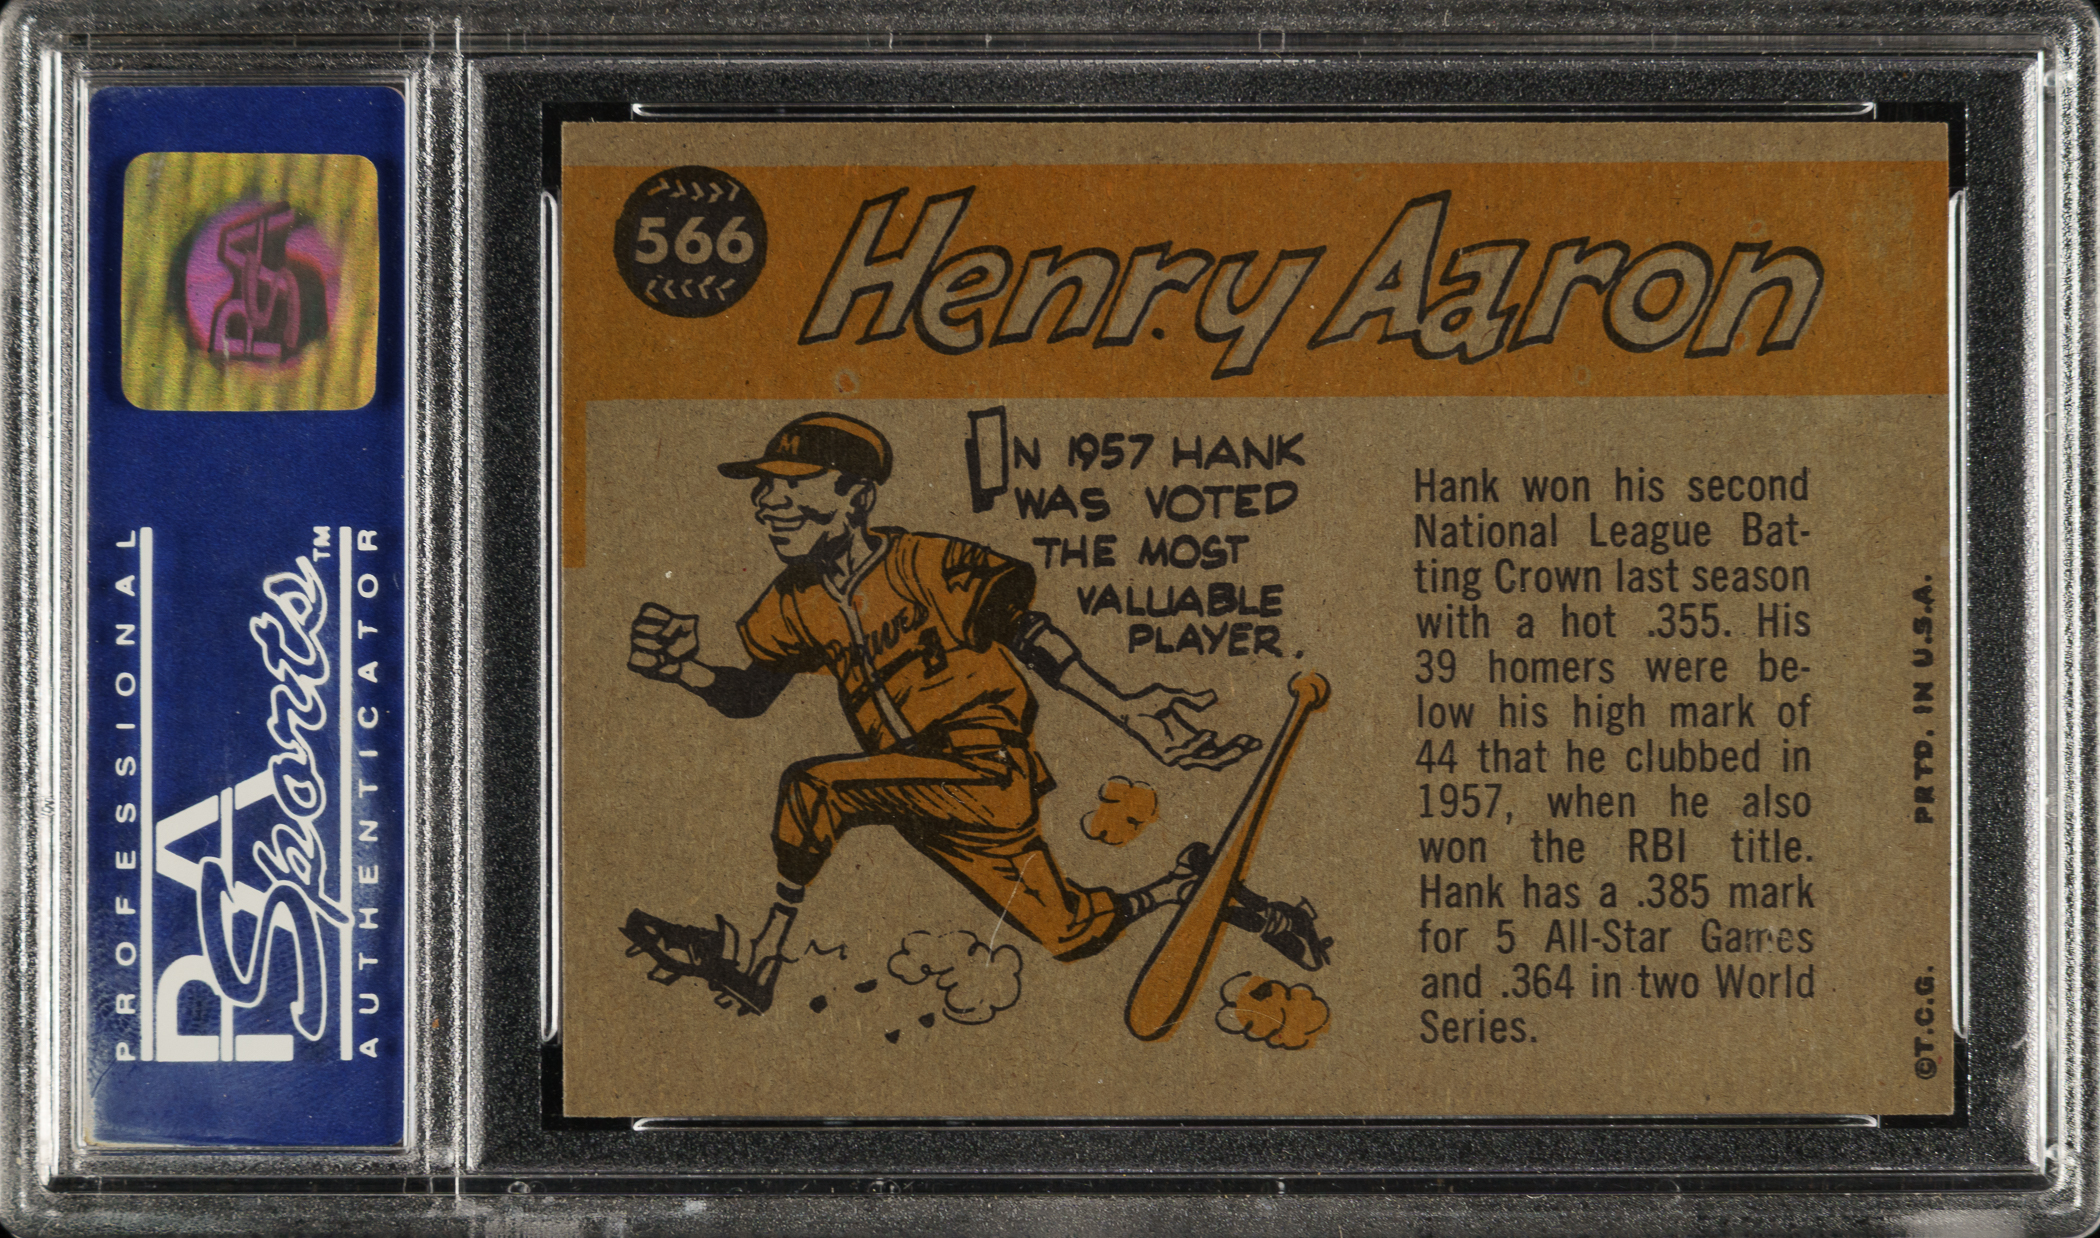 PROFESSIONAL
PSA
Sports™
AUTHENTICATOR
PSA
566
Henry Aaron
M
Braves
IN 1957 HANK
WAS VOTED
THE MOST
VALUABLE
PLAYER.
Hank won his second
National League Bat-
ting Crown last season
with a hot .355. His
39 homers were be-
low his high mark of
44 that he clubbed in
1957, when he also
won the RBI title.
Hank has a .385 mark
for 5 All-Star Games
and .364 in two World
Series.
©T.C.G. PRTD. IN U.S.A.